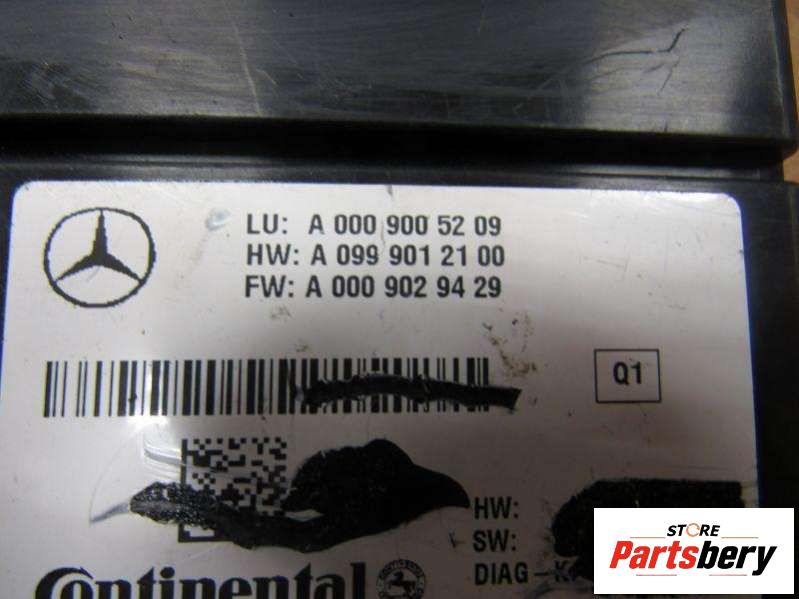 LU: A 000 900 52 09
HW: A 099 901 21 00
FW: A 000 902 94 29
Q1
HW:
SW:
DIAG-K
Continental
STORE
Partsbery